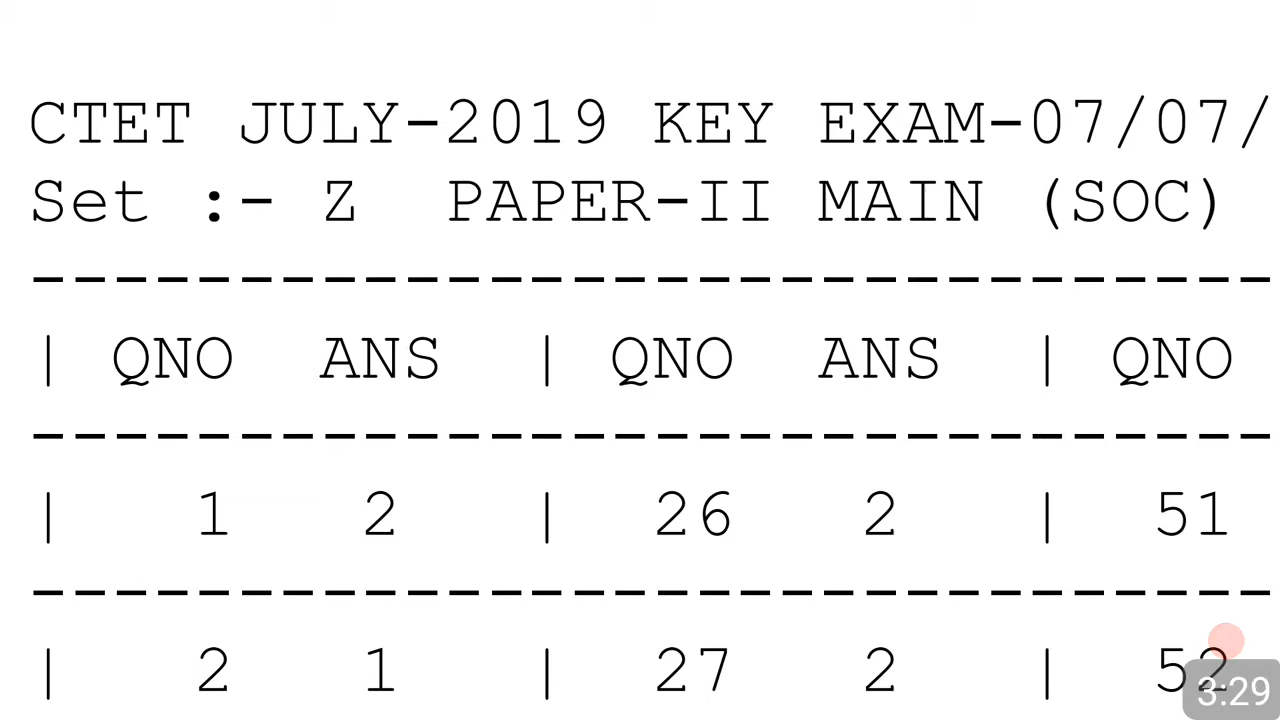 CTET JULY-2019 KEY EXAM-07/07/
Set :- Z PAPER-II MAIN (SOC)
------------------------------
| QNO ANS | QNO ANS | QNO
------------------------------
| 1 2 | 26 2 | 51
------------------------------
| 2 1 | 27 2 | 52
3:29